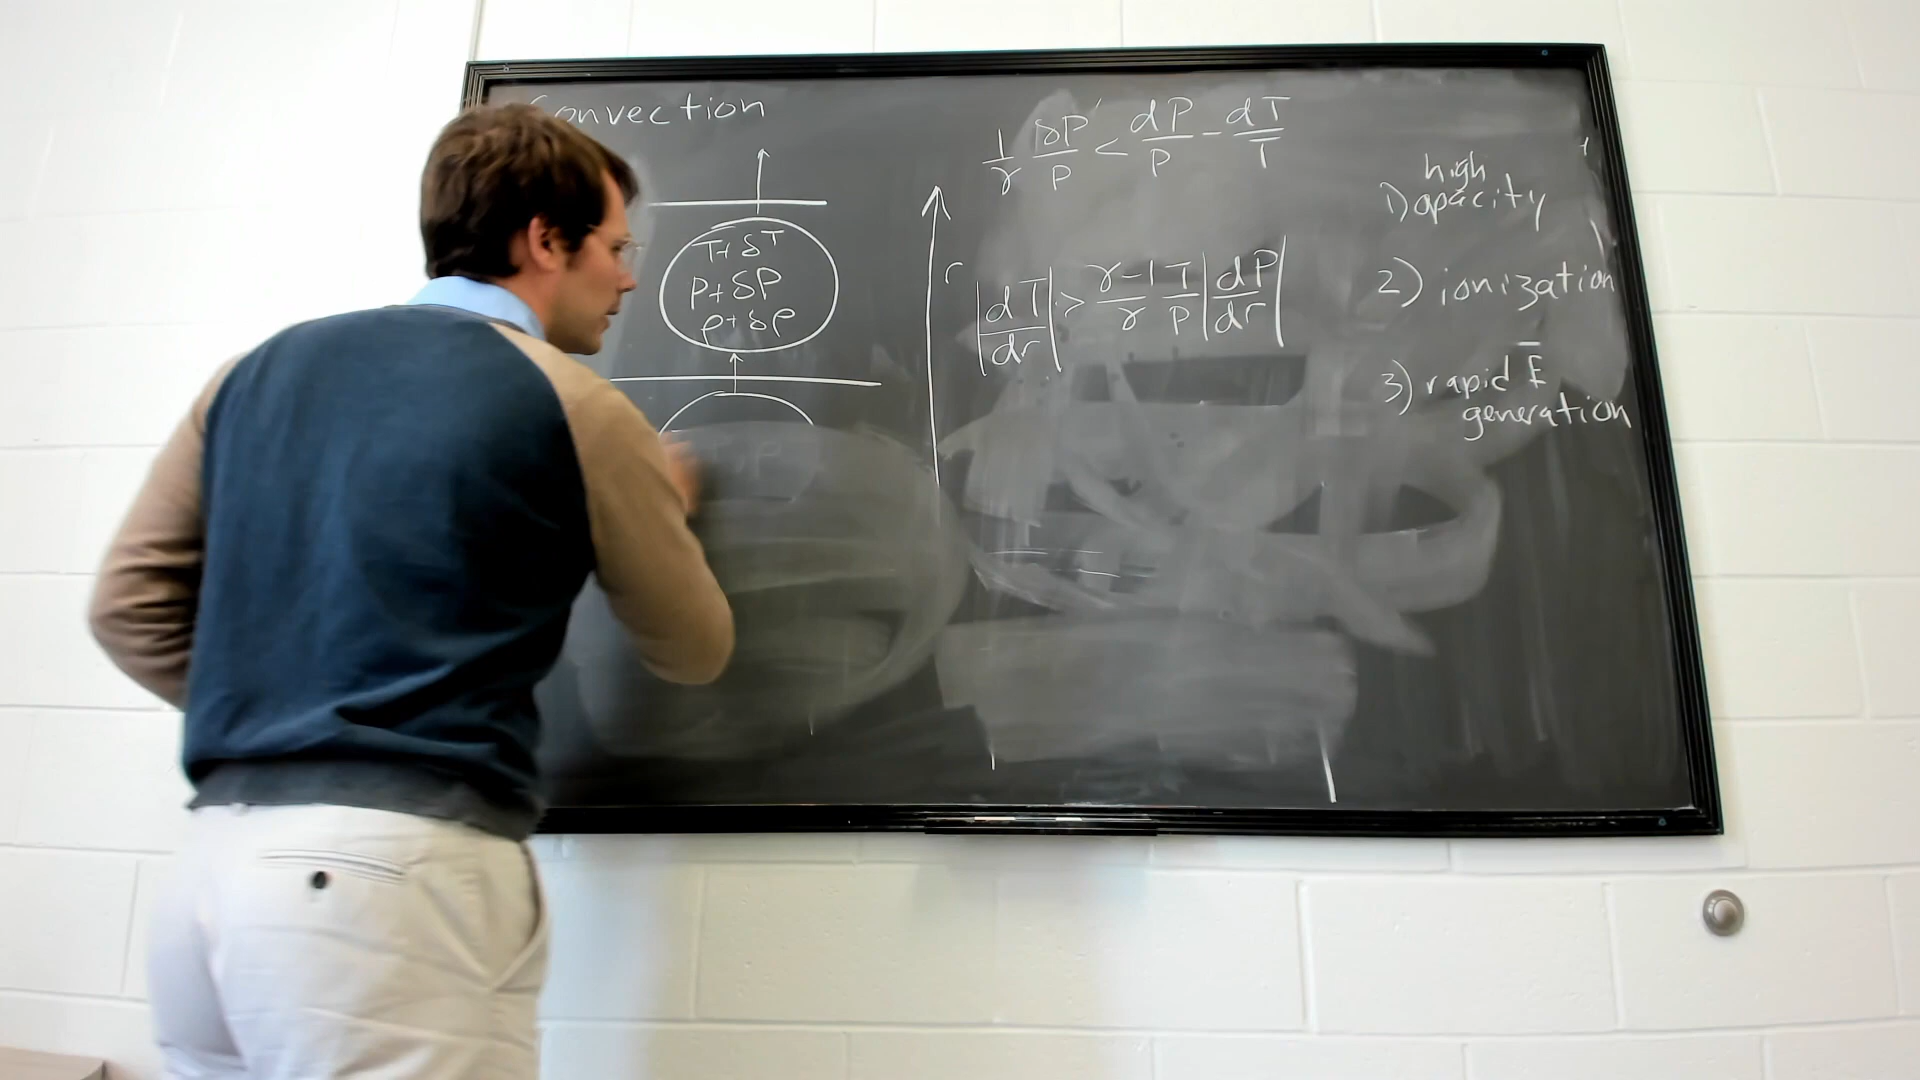 Convection
T+δT
P+δP
ρ+δρ
r
1/γ δP/P < dP/P - dT/T
|dT/dr| > γ-1/γ T/P |dP/dr|
high
1) opacity
2) ionization
3) rapid E
generation